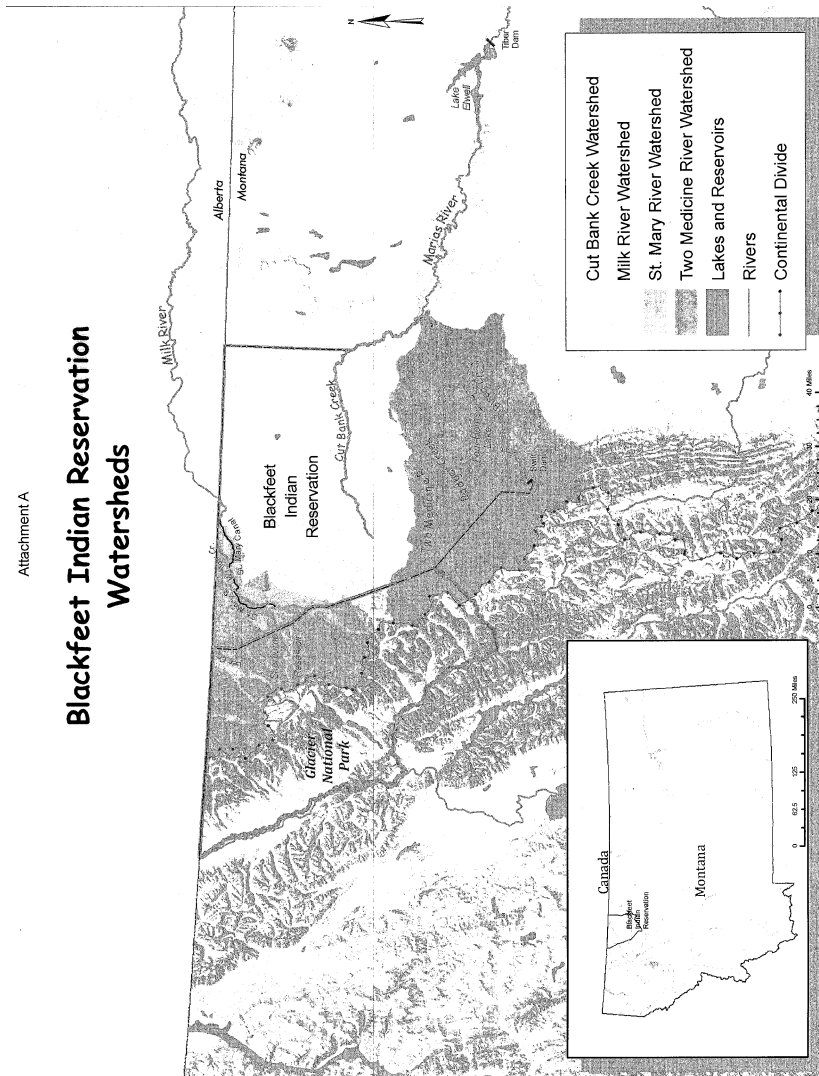 Attachment A
Blackfeet Indian Reservation
Watersheds
N
Milk River
Alberta
Montana
Lake
Elwell
Tiber
Dam
Marias River
Cut Bank Creek
Blackfeet
Indian
Reservation
St. Mary Canal
Glacier
National
Park
Cut Bank Creek Watershed
Milk River Watershed
St. Mary River Watershed
Two Medicine River Watershed
Lakes and Reservoirs
Rivers
Continental Divide
40 Miles
Canada
Blackfeet
Indian
Reservation
Montana
0 62.5 125 250 Miles